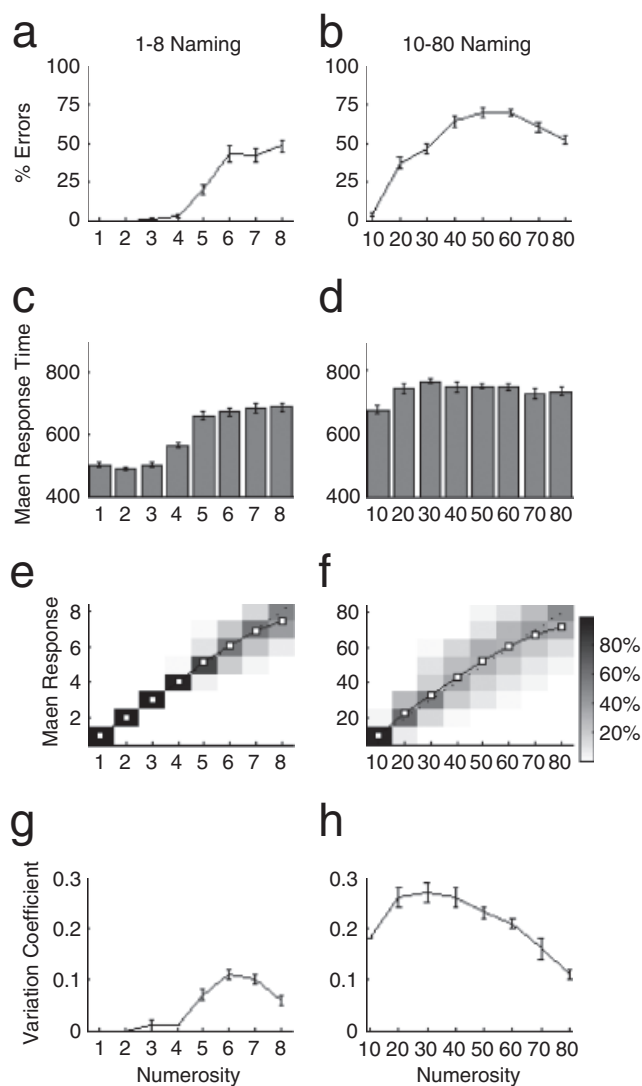 a
1-8 Naming
b
10-80 Naming
% Errors
100
75
50
25
0
1 2 3 4 5 6 7 8
100
75
50
25
0
10 20 30 40 50 60 70 80
c
d
Maen Response Time
800
600
400
1 2 3 4 5 6 7 8
800
600
400
10 20 30 40 50 60 70 80
e
f
Maen Response
8
6
4
2
1 2 3 4 5 6 7 8
80
60
40
20
10 20 30 40 50 60 70 80
80%
60%
40%
20%
g
h
Variation Coefficient
0.3
0.2
0.1
0
1 2 3 4 5 6 7 8
Numerosity
0.3
0.2
0.1
0
10 20 30 40 50 60 70 80
Numerosity